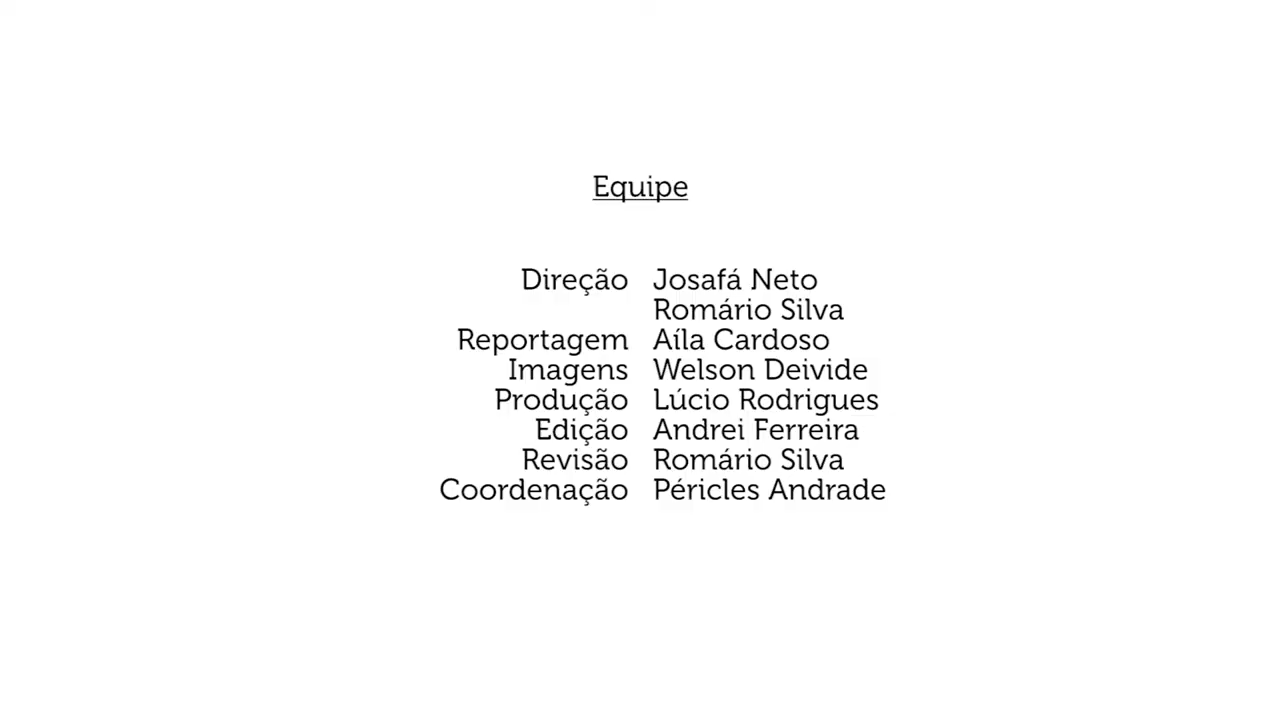 Equipe
Direção Josafá Neto
Romário Silva
Reportagem Aíla Cardoso
Imagens Welson Deivide
Produção Lúcio Rodrigues
Edição Andrei Ferreira
Revisão Romário Silva
Coordenação Péricles Andrade